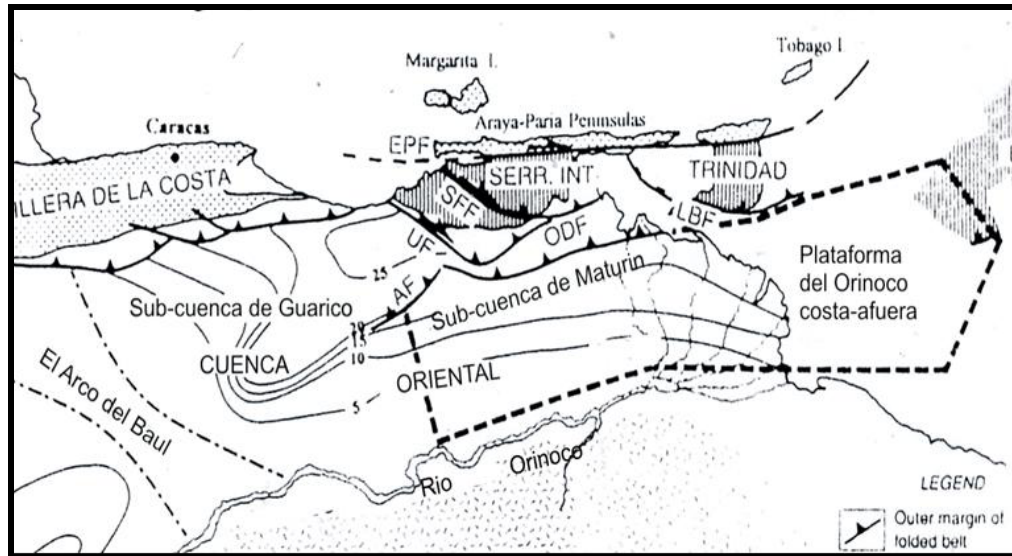 Tobago I
Margarita I.
Caracas
Araya-Paria Peninsulas
EPF
ILLERA DE LA COSTA
SERR. INT.
TRINIDAD
SFF
LBF
UF
ODF
25
AF
Plataforma
del Orinoco
costa-afuera
Sub-cuenca de Guarico
Sub-cuenca de Maturin
20
15
10
CUENCA
ORIENTAL
5
El Arco del Baul
Rio
Orinoco
LEGEND
Outer margin of
folded belt